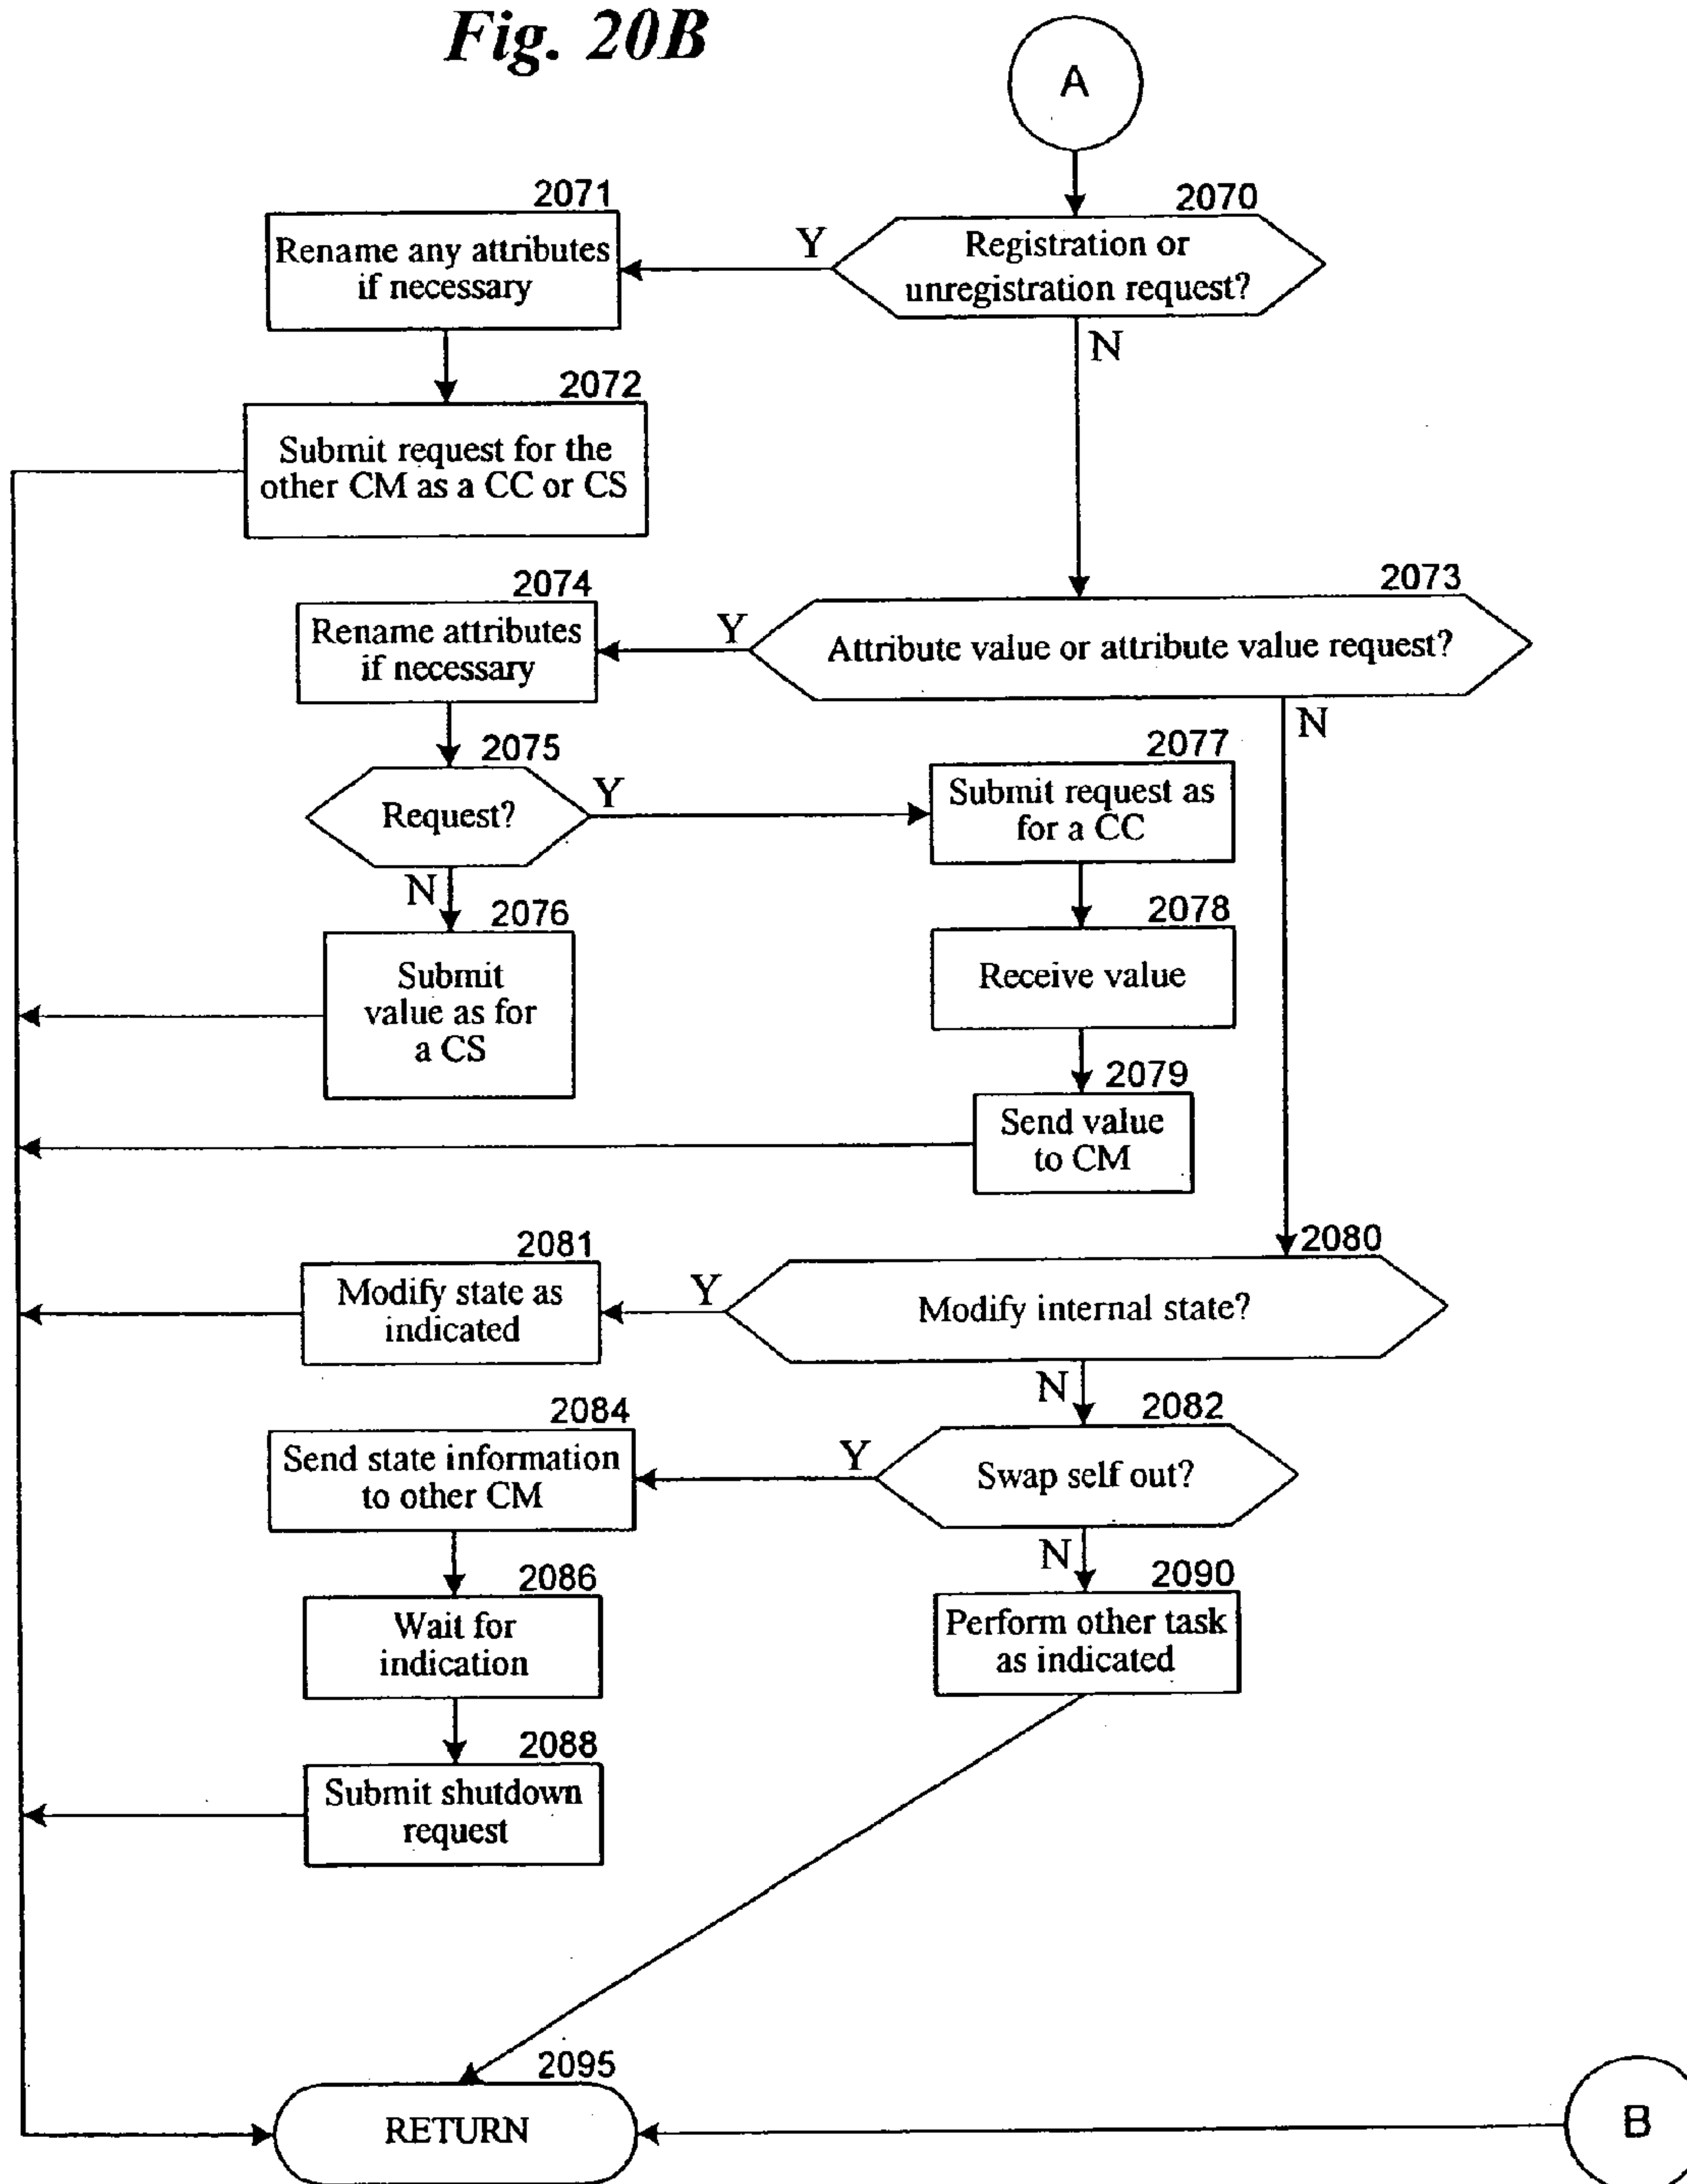 Fig. 20B
A
2071
Rename any attributes
if necessary
Y
2070
Registration or
unregistration request?
N
2072
Submit request for the
other CM as a CC or CS
2074
Rename attributes
if necessary
Y
2073
Attribute value or attribute value request?
N
2075
Request?
Y
2077
Submit request as
for a CC
N
2076
Submit
value as for
a CS
2078
Receive value
2079
Send value
to CM
2081
Modify state as
indicated
Y
2080
Modify internal state?
N
2084
Send state information
to other CM
Y
2082
Swap self out?
N
2086
Wait for
indication
2090
Perform other task
as indicated
2088
Submit shutdown
request
2095
RETURN
B